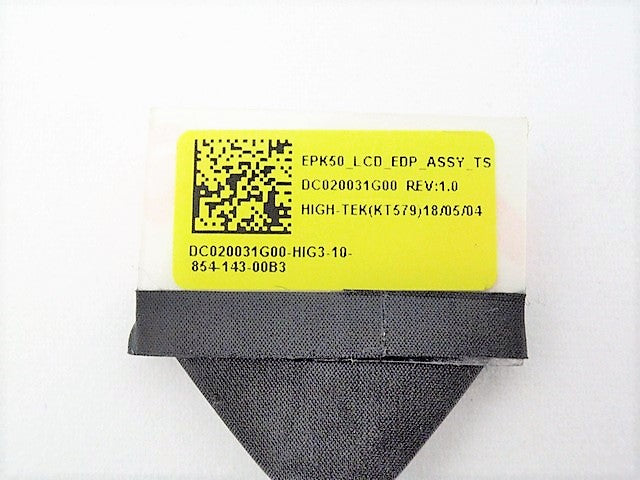 EPK50_LCD_EDP_ASSY_TS
DC020031G00 REV:1.0
HIGH-TEK(KT579)18/05/04
DC020031G00-HIG3-10-
854-143-00B3